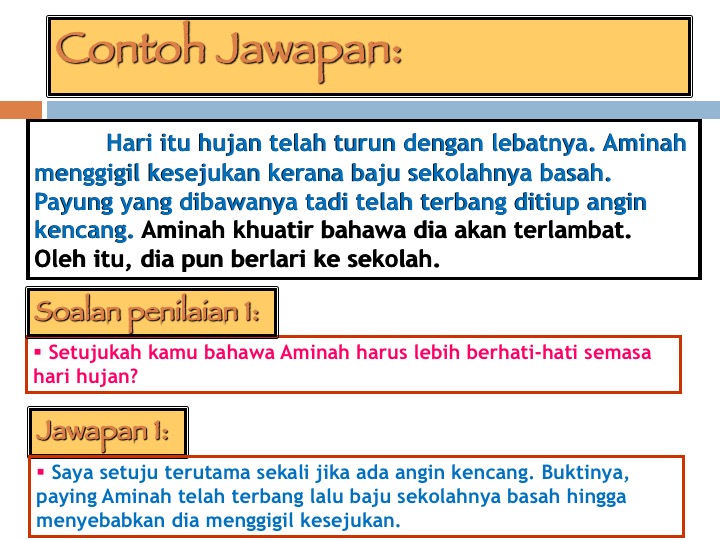 Contoh Jawapan:
Hari itu hujan telah turun dengan lebatnya. Aminah
menggigil kesejukan kerana baju sekolahnya basah.
Payung yang dibawanya tadi telah terbang ditiup angin
kencang. Aminah khuatir bahawa dia akan terlambat.
Oleh itu, dia pun berlari ke sekolah.
Soalan penilaian 1:
▪ Setujukah kamu bahawa Aminah harus lebih berhati-hati semasa
hari hujan?
Jawapan 1:
▪ Saya setuju terutama sekali jika ada angin kencang. Buktinya,
paying Aminah telah terbang lalu baju sekolahnya basah hingga
menyebabkan dia menggigil kesejukan.